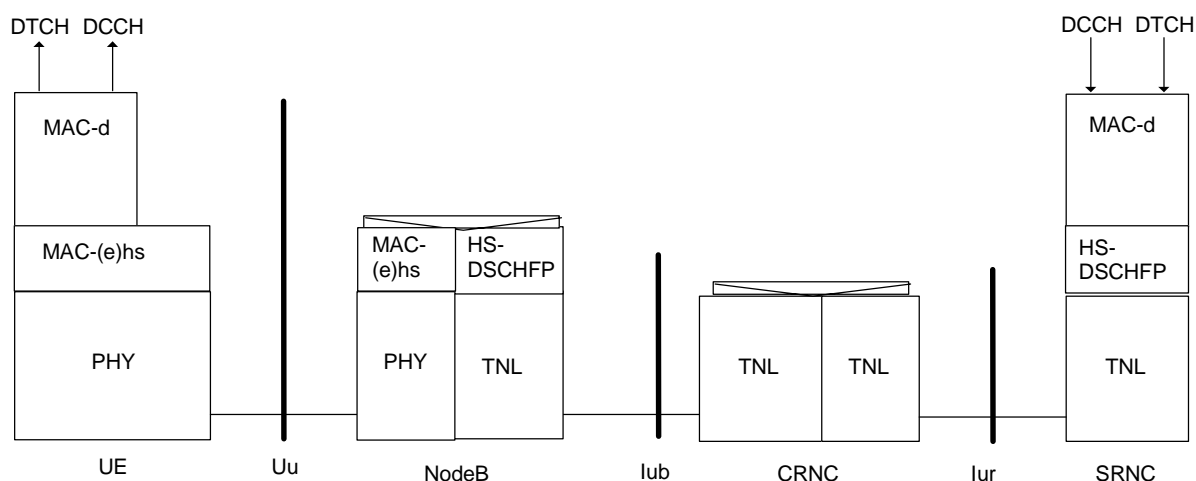 DTCH DCCH
DCCH DTCH
MAC-d
MAC-d
MAC-(e)hs
MAC-
(e)hs
HS-
DSCHFP
HS-
DSCHFP
PHY
PHY
TNL
TNL
TNL
TNL
UE
Uu
NodeB
Iub
CRNC
Iur
SRNC